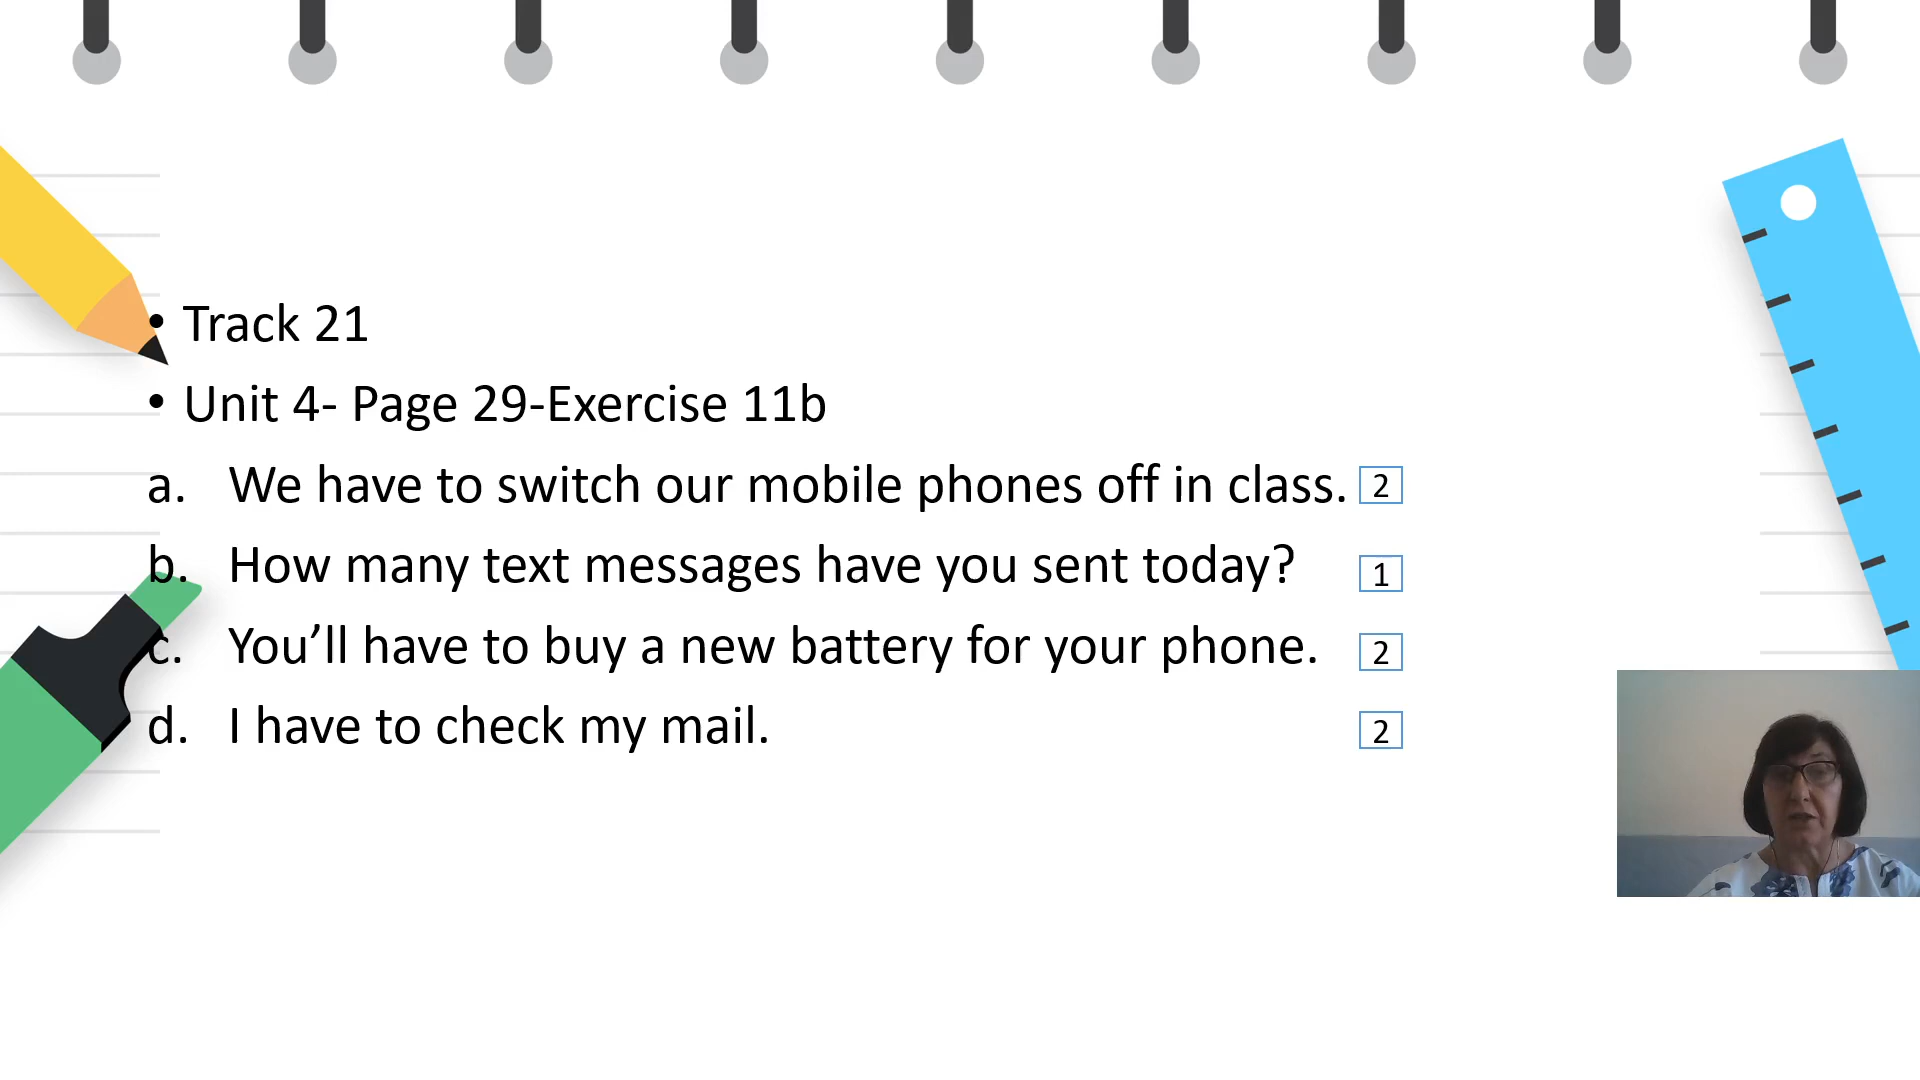 • Track 21
• Unit 4- Page 29-Exercise 11b
a. We have to switch our mobile phones off in class. 2
b. How many text messages have you sent today? 1
c. You’ll have to buy a new battery for your phone. 2
d. I have to check my mail. 2